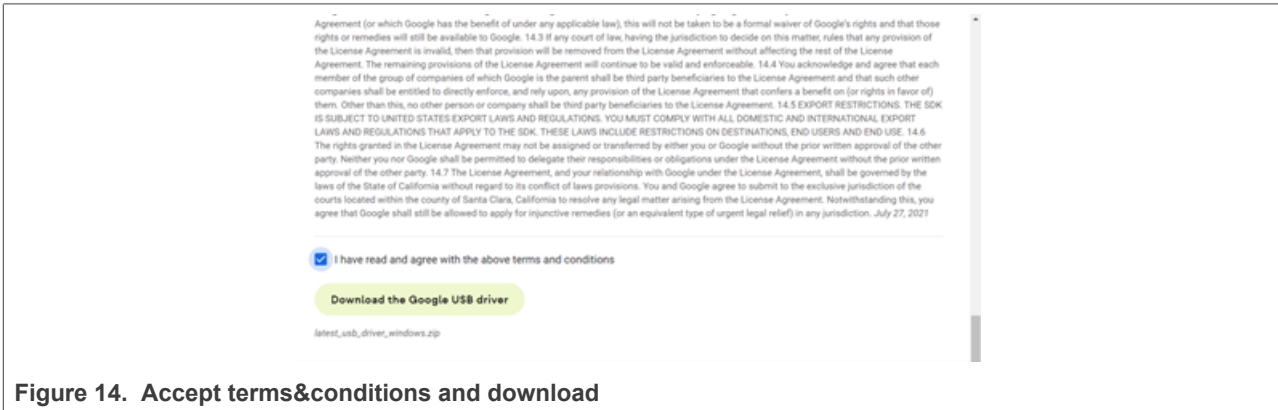 Agreement (or which Google has the benefit of under any applicable law), this will not be taken to be a formal waiver of Google's rights and that those
rights or remedies will still be available to Google. 14.3 If any court of law, having the jurisdiction to decide on this matter, rules that any provision of
the License Agreement is invalid, then that provision will be removed from the License Agreement without affecting the rest of the License
Agreement. The remaining provisions of the License Agreement will continue to be valid and enforceable. 14.4 You acknowledge and agree that each
member of the group of companies of which Google is the parent shall be third party beneficiaries to the License Agreement and that such other
companies shall be entitled to directly enforce, and rely upon, any provision of the License Agreement that confers a benefit on (or rights in favor of)
them. Other than this, no other person or company shall be third party beneficiaries to the License Agreement. 14.5 EXPORT RESTRICTIONS. THE SDK
IS SUBJECT TO UNITED STATES EXPORT LAWS AND REGULATIONS. YOU MUST COMPLY WITH ALL DOMESTIC AND INTERNATIONAL EXPORT
LAWS AND REGULATIONS THAT APPLY TO THE SDK. THESE LAWS INCLUDE RESTRICTIONS ON DESTINATIONS, END USERS AND END USE. 14.6
The rights granted in the License Agreement may not be assigned or transferred by either you or Google without the prior written approval of the other
party. Neither you nor Google shall be permitted to delegate their responsibilities or obligations under the License Agreement without the prior written
approval of the other party. 14.7 The License Agreement, and your relationship with Google under the License Agreement, shall be governed by the
laws of the State of California without regard to its conflict of laws provisions. You and Google agree to submit to the exclusive jurisdiction of the
courts located within the county of Santa Clara, California to resolve any legal matter arising from the License Agreement. Notwithstanding this, you
agree that Google shall still be allowed to apply for injunctive remedies (or an equivalent type of urgent legal relief) in any jurisdiction. July 27, 2021
I have read and agree with the above terms and conditions
Download the Google USB driver
latest_usb_driver_windows.zip
Figure 14. Accept terms&conditions and download